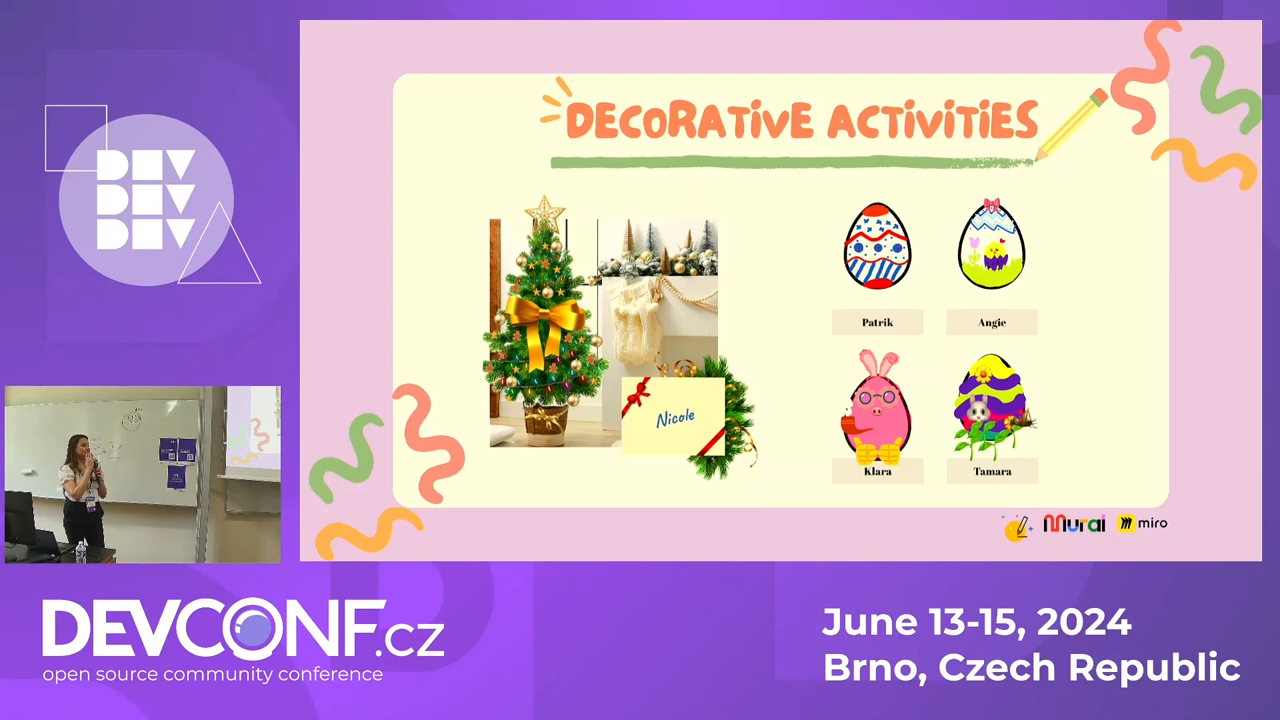 DEV
DEV
DEV
DECORATIVE ACTIVITIES
Nicole
Patrik
Angie
Klara
Tamara
Mural
miro
DEVCONF.cz
open source community conference
June 13-15, 2024
Brno, Czech Republic